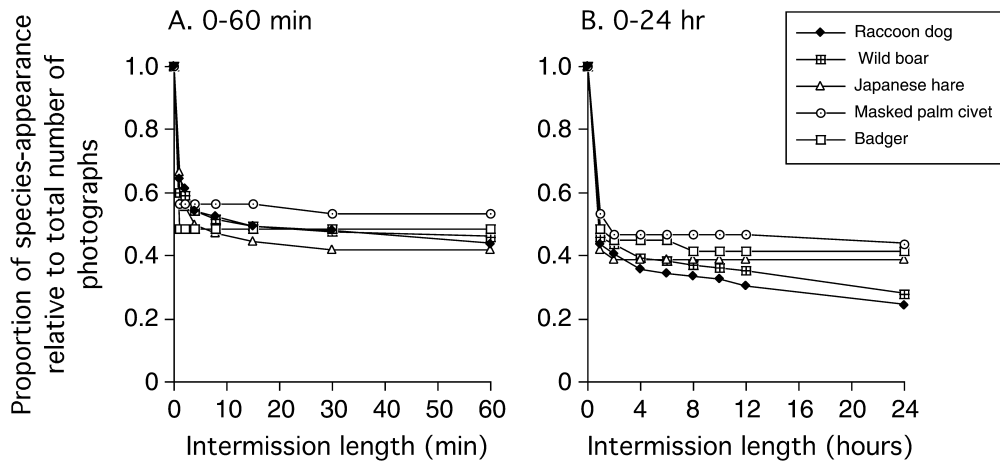 A. 0-60 min
B. 0-24 hr
Raccoon dog
Wild boar
Japanese hare
Masked palm civet
Badger
Proportion of species-appearance
relative to total number of
photographs
1.0
0.8
0.6
0.4
0.2
0
0 10 20 30 40 50 60
Intermission length (min)
1.0
0.8
0.6
0.4
0.2
0
0 4 8 12 16 20 24
Intermission length (hours)